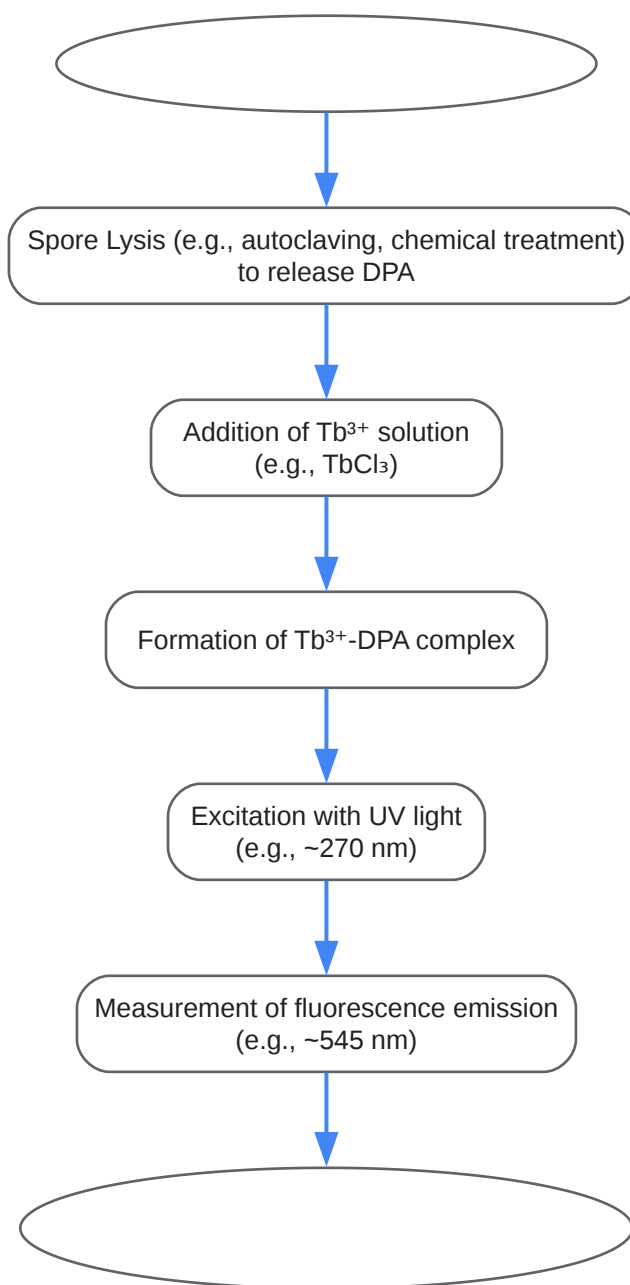 Spore Lysis (e.g., autoclaving, chemical treatment)
to release DPA
Addition of Tb³⁺ solution
(e.g., TbCl₃)
Formation of Tb³⁺-DPA complex
Excitation with UV light
(e.g., ~270 nm)
Measurement of fluorescence emission
(e.g., ~545 nm)